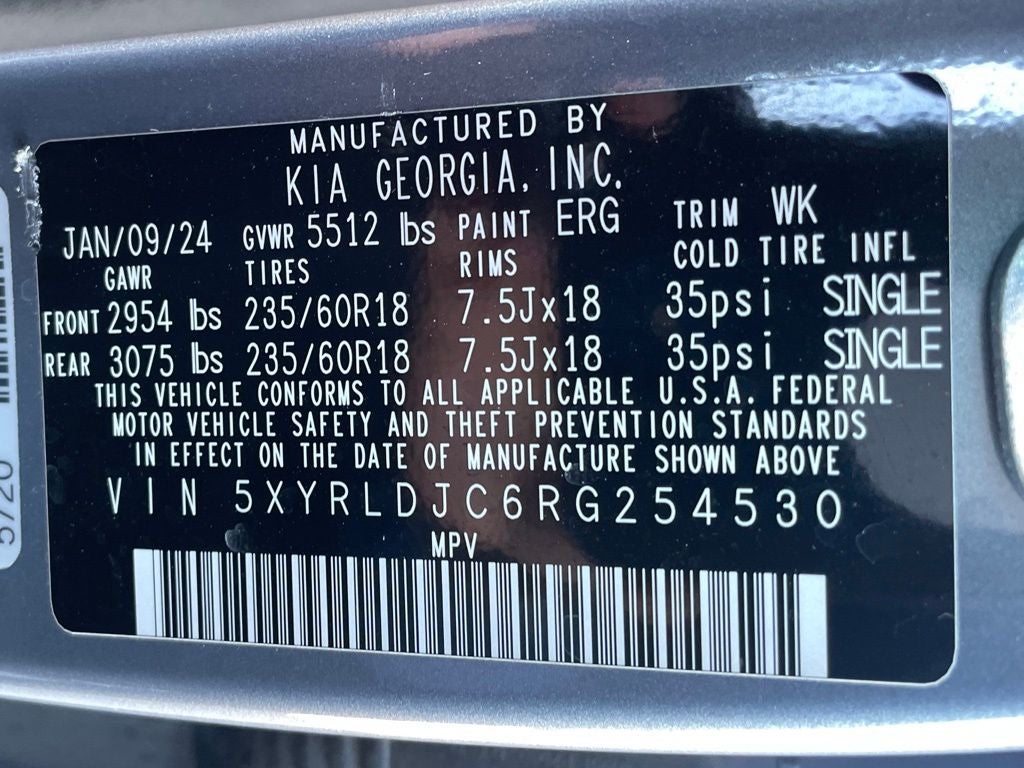 MANUFACTURED BY
KIA GEORGIA, INC.
JAN/09/24 GVWR 5512 lbs PAINT ERG TRIM WK
GAWR TIRES RIMS COLD TIRE INFL
FRONT 2954 lbs 235/60R18 7.5Jx18 35psi SINGLE
REAR 3075 lbs 235/60R18 7.5Jx18 35psi SINGLE
THIS VEHICLE CONFORMS TO ALL APPLICABLE U.S.A. FEDERAL
MOTOR VEHICLE SAFETY AND THEFT PREVENTION STANDARDS
IN EFFECT ON THE DATE OF MANUFACTURE SHOWN ABOVE
VIN 5XYRLDJC6RG254530
MPV